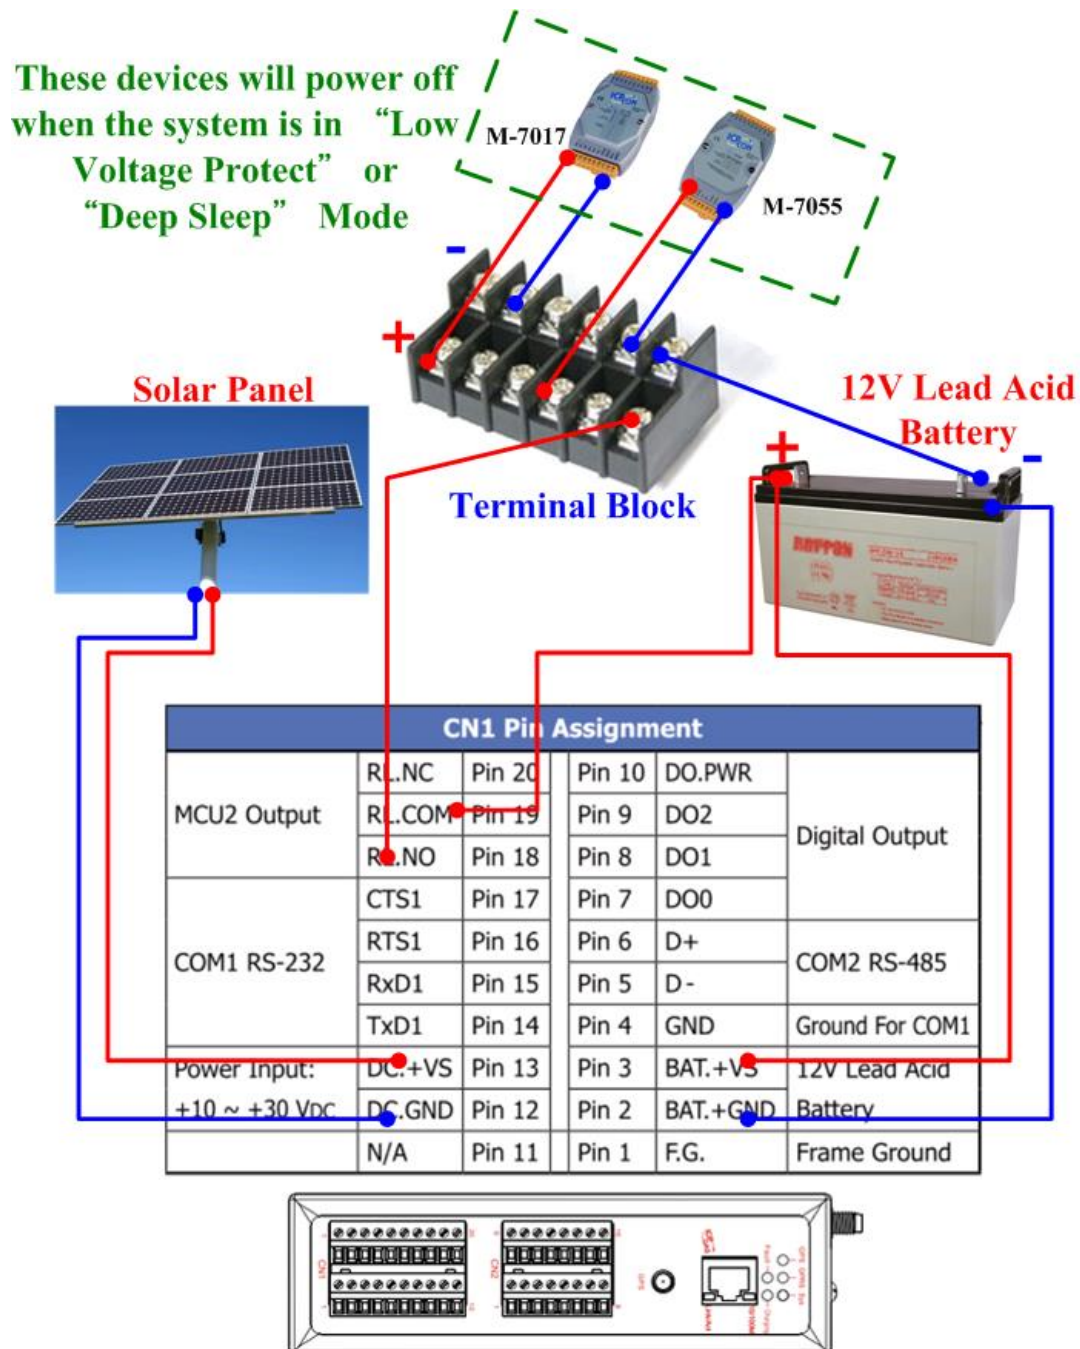 These devices will power off
when the system is in “Low
Voltage Protect” or
“Deep Sleep” Mode
M-7017
M-7055
-
+
Solar Panel
12V Lead Acid
Battery
+
-
Terminal Block
CN1 Pin Assignment
MCU2 Output
RL.NC Pin 20 Pin 10 DO.PWR
RL.COM Pin 19 Pin 9 DO2
RL.NO Pin 18 Pin 8 DO1
Digital Output
CTS1 Pin 17 Pin 7 DO0
COM1 RS-232
RTS1 Pin 16 Pin 6 D+
RxD1 Pin 15 Pin 5 D-
COM2 RS-485
TxD1 Pin 14 Pin 4 GND Ground For COM1
Power Input: DC.+VS Pin 13 Pin 3 BAT.+VS 12V Lead Acid
+10 ~ +30 VDC DC.GND Pin 12 Pin 2 BAT.+GND Battery
N/A Pin 11 Pin 1 F.G. Frame Ground
CN1
CN2
GPS